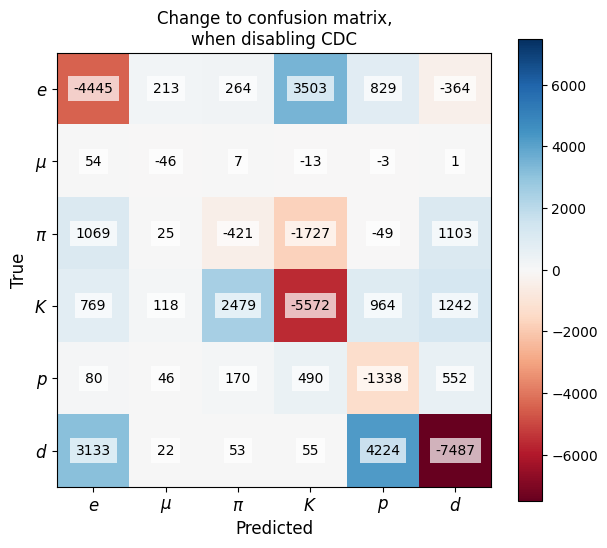 Change to confusion matrix,
when disabling CDC
e -4445 213 264 3503 829 -364
μ 54 -46 7 -13 -3 1
π 1069 25 -421 -1727 -49 1103
K 769 118 2479 -5572 964 1242
p 80 46 170 490 -1338 552
d 3133 22 53 55 4224 -7487
e μ π K p d
True
Predicted
6000
4000
2000
0
−2000
−4000
−6000